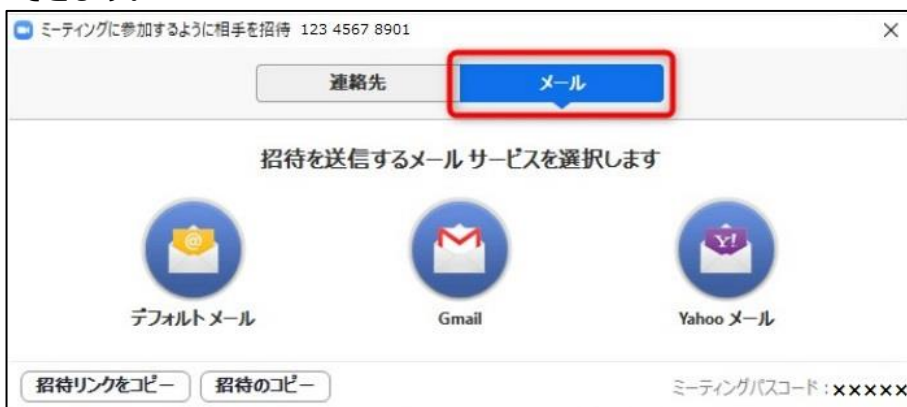 ミーティングに参加するように相手を招待 123 4567 8901
連絡先
メール
招待を送信するメール サービスを選択します
デフォルト メール
Gmail
Yahoo メール
招待リンクをコピー
招待のコピー
ミーティングパスコード：×××××